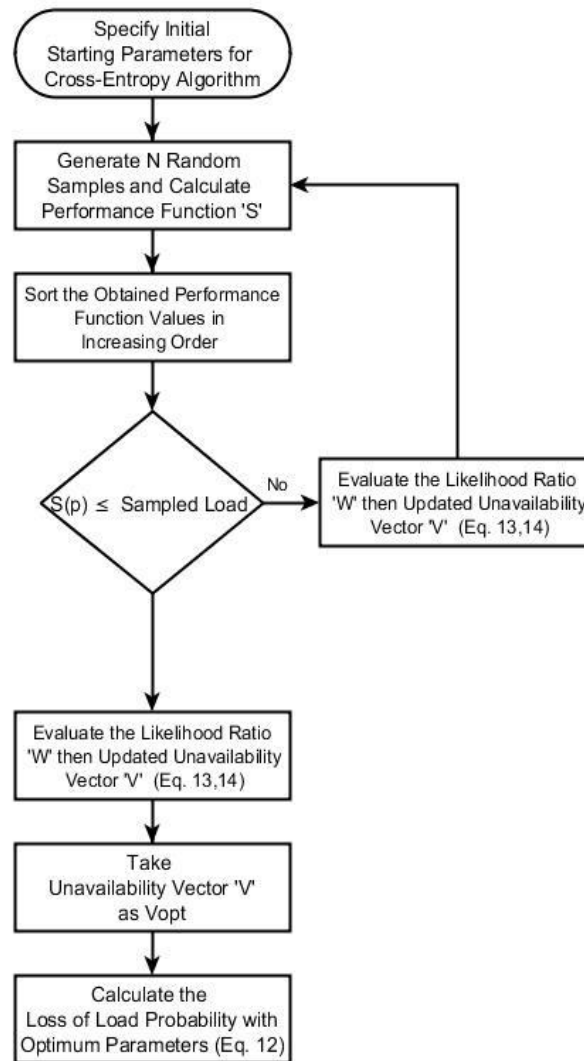 Specify Initial
Starting Parameters for
Cross-Entropy Algorithm
Generate N Random
Samples and Calculate
Performance Function 'S'
Sort the Obtained Performance
Function Values in
Increasing Order
S(p) ≤ Sampled Load
No
Evaluate the Likelihood Ratio
'W' then Updated Unavailability
Vector 'V' (Eq. 13,14)
Evaluate the Likelihood Ratio
'W' then Updated Unavailability
Vector 'V' (Eq. 13,14)
Take
Unavailability Vector 'V'
as Vopt
Calculate the
Loss of Load Probability with
Optimum Parameters (Eq. 12)